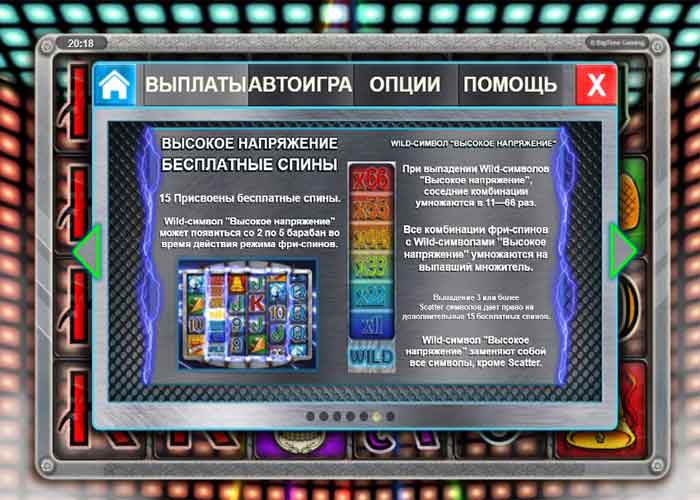 20:18
© BigTime Gaming
ВЫПЛАТЫ АВТОИГРА ОПЦИИ ПОМОЩЬ X
ВЫСОКОЕ НАПРЯЖЕНИЕ
БЕСПЛАТНЫЕ СПИНЫ
15 Присвоены бесплатные спины.
Wild-символ "Высокое напряжение"
может появиться со 2 по 5 барабан во
время действия режима фри-спинов.
x66
x55
x44
x33
x22
x11
WILD
WILD-СИМВОЛ "ВЫСОКОЕ НАПРЯЖЕНИЕ"
При выпадении Wild-символов
"Высокое напряжение",
соседние комбинации
умножаются в 11—66 раз.
Все комбинации фри-спинов
с Wild-символами "Высокое
напряжение" умножаются на
выпавший множитель.
Выпадение 3 или более
Scatter символов дает право на
дополнительные 15 бесплатных спинов.
Wild-символ "Высокое
напряжение" заменяют собой
все символы, кроме Scatter.